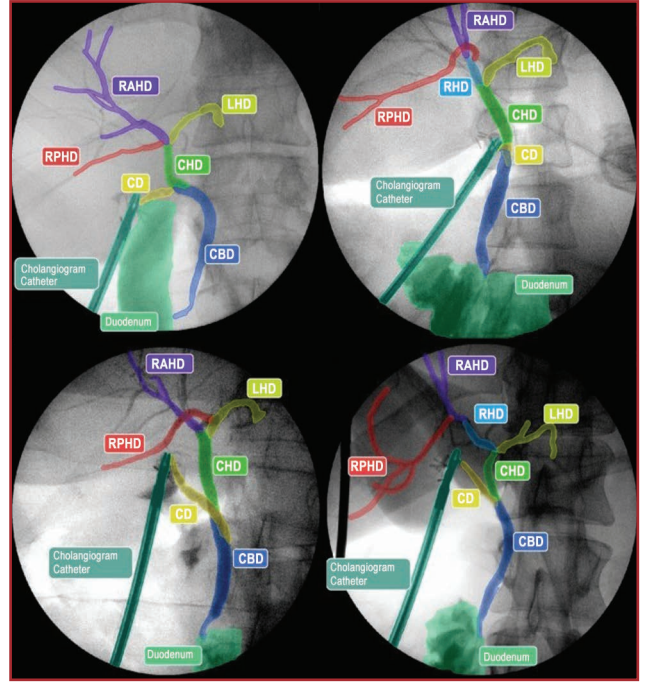 RAHD
LHD
RPHD
CHD
CD
CBD
Cholangiogram
Catheter
Duodenum
RAHD
LHD
RHD
RPHD
CHD
CD
Cholangiogram
Catheter
CBD
Duodenum
RAHD
LHD
RPHD
CHD
CD
CBD
Cholangiogram
Catheter
Duodenum
RAHD
RHD
LHD
RPHD
CHD
CD
CBD
Cholangiogram
Catheter
Duodenum